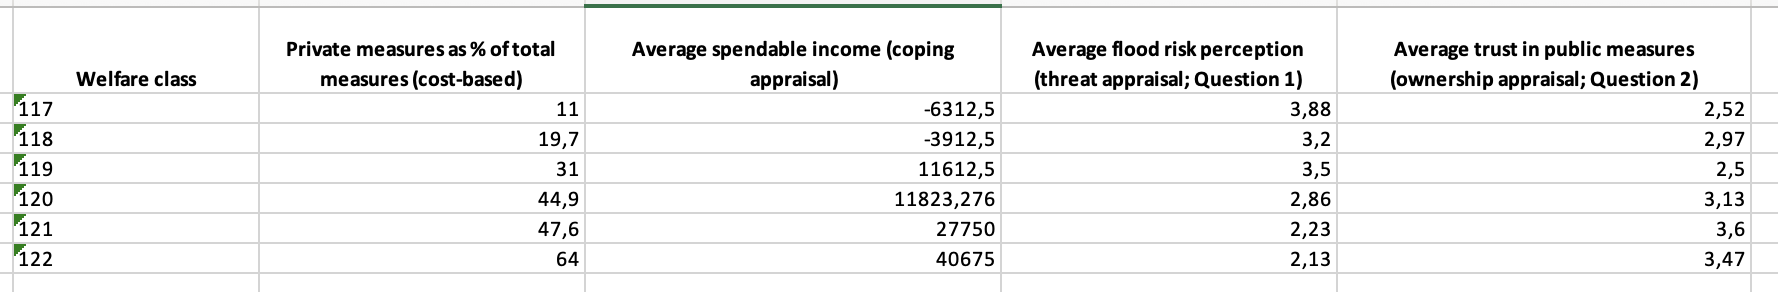 Welfare class Private measures as % of total measures (cost-based) Average spendable income (coping appraisal) Average flood risk perception (threat appraisal; Question 1) Average trust in public measures (ownership appraisal; Question 2)
117 11 -6312,5 3,88 2,52
118 19,7 -3912,5 3,2 2,97
119 31 11612,5 3,5 2,5
120 44,9 11823,276 2,86 3,13
121 47,6 27750 2,23 3,6
122 64 40675 2,13 3,47